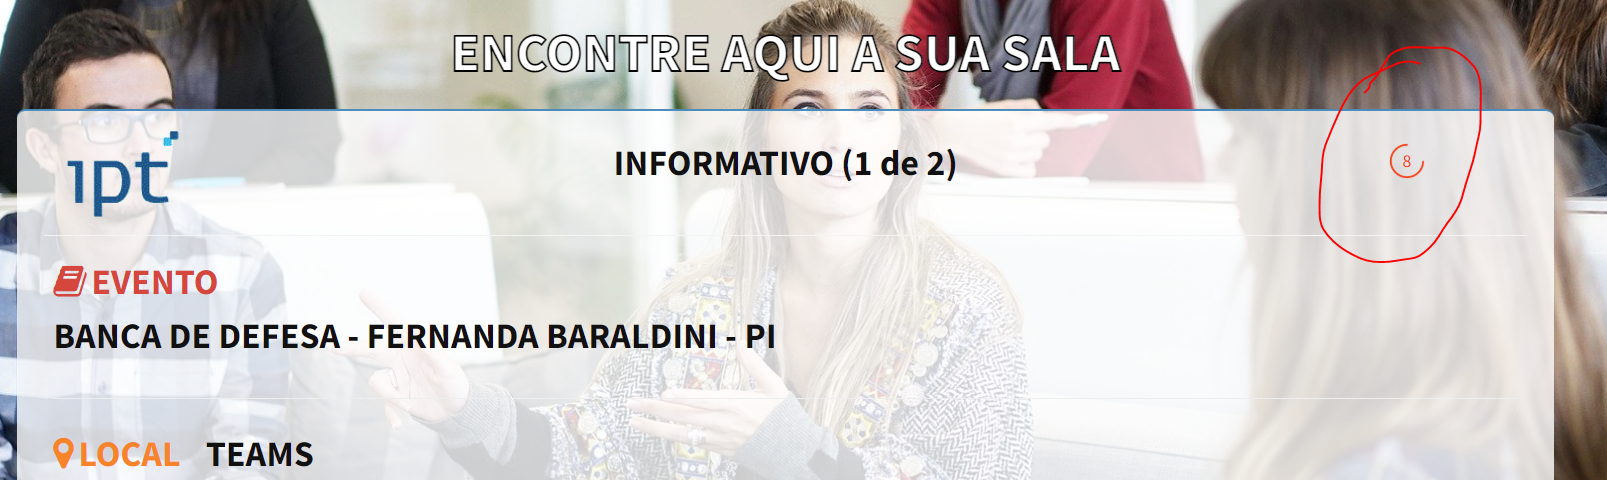 ENCONTRE AQUI A SUA SALA
ipt
INFORMATIVO (1 de 2)
8
EVENTO
BANCA DE DEFESA - FERNANDA BARALDINI - PI
LOCAL TEAMS